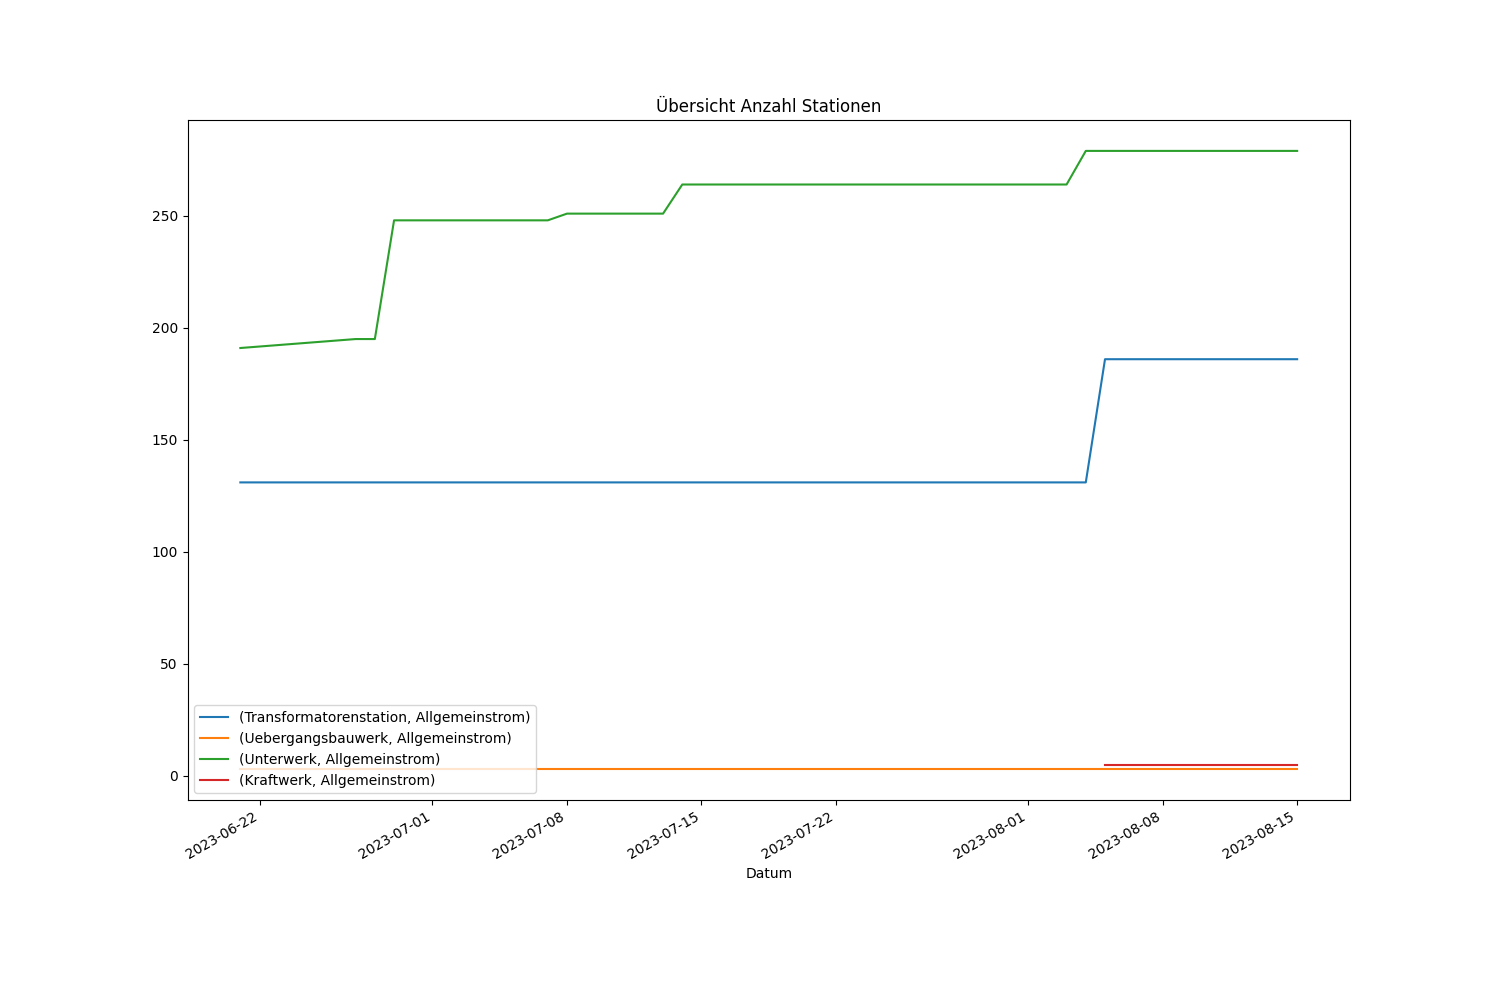 Übersicht Anzahl Stationen
250
200
150
100
50
0
(Transformatorenstation, Allgemeinstrom)
(Uebergangsbauwerk, Allgemeinstrom)
(Unterwerk, Allgemeinstrom)
(Kraftwerk, Allgemeinstrom)
2023-06-22
2023-07-01
2023-07-08
2023-07-15
2023-07-22
2023-08-01
2023-08-08
2023-08-15
Datum